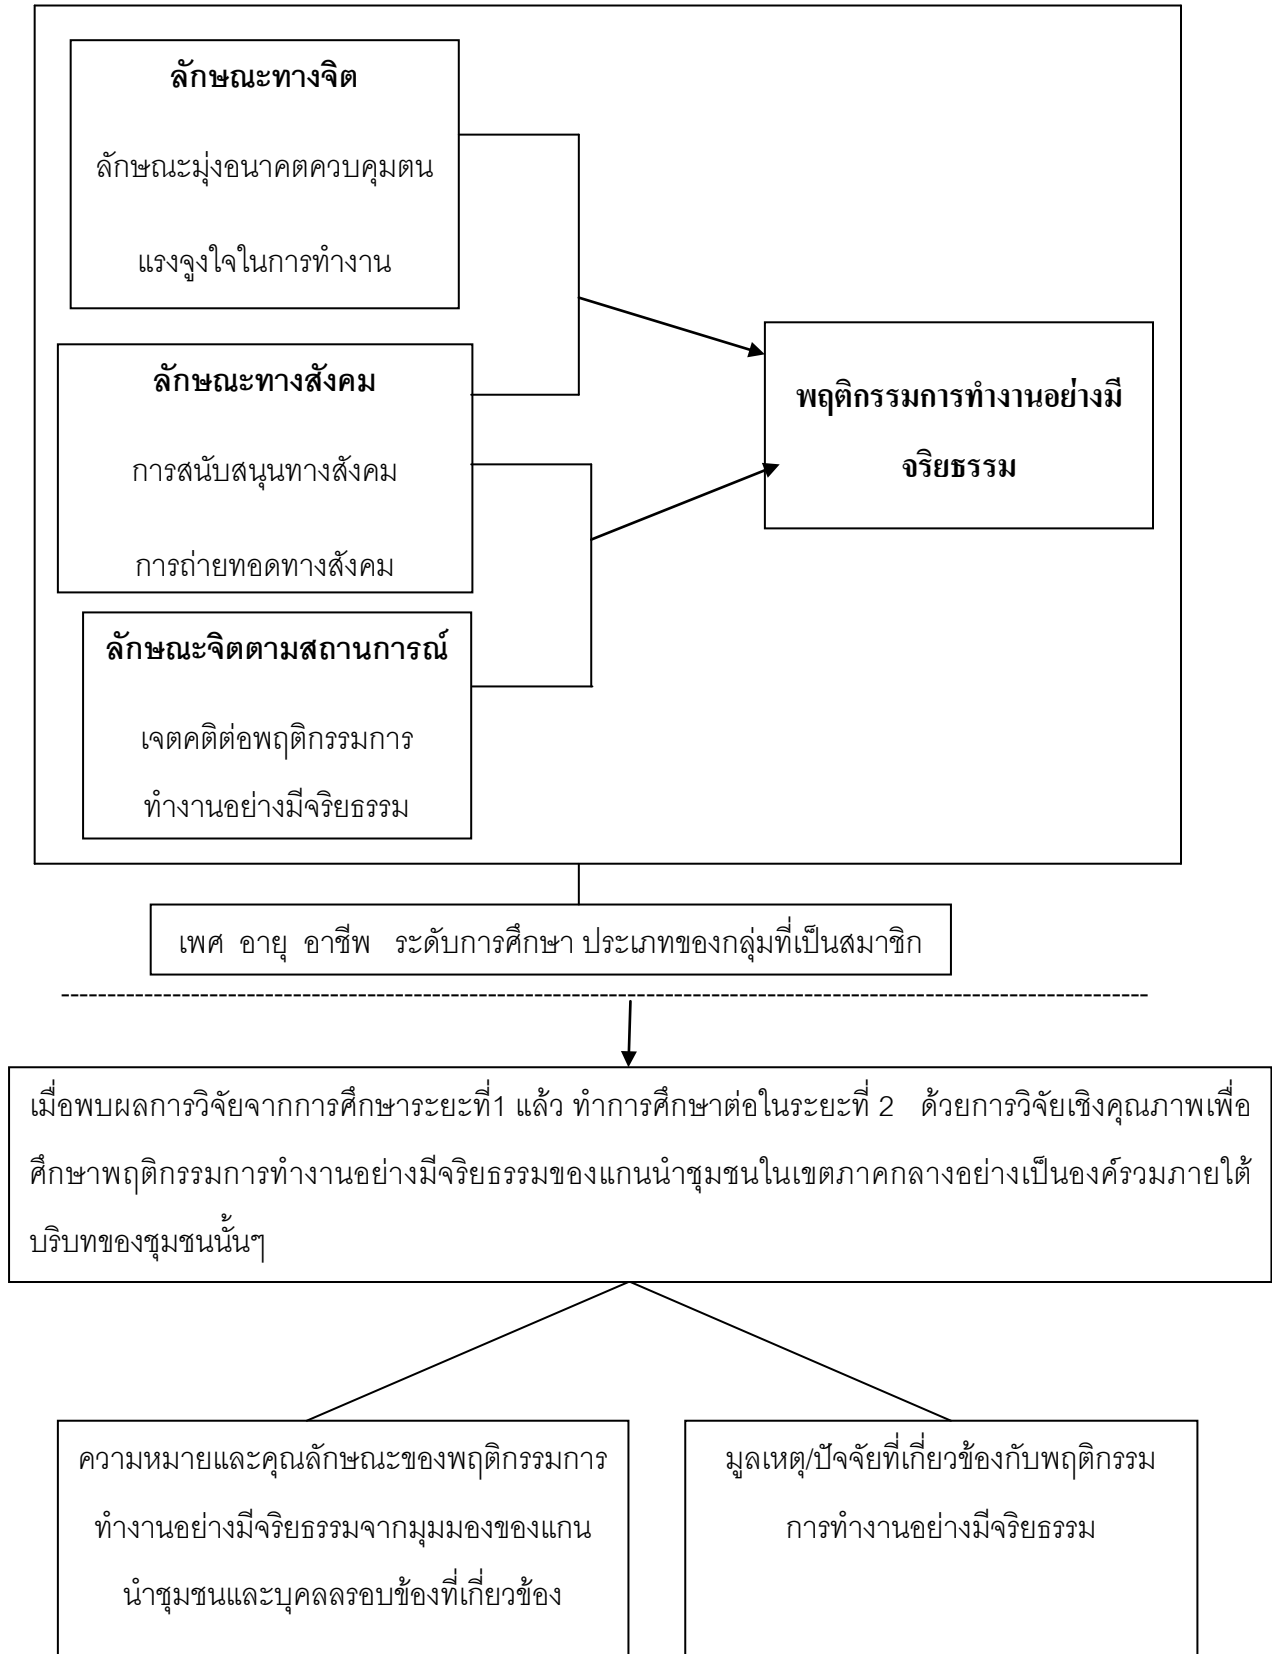 ลักษณะทางจิต
ลักษณะมุ่งอนาคตควบคุมตน
แรงจูงใจในการทำงาน
ลักษณะทางสังคม
การสนับสนุนทางสังคม
การถ่ายทอดทางสังคม
ลักษณะจิตตามสถานการณ์
เจตคติต่อพฤติกรรมการ
ทำงานอย่างมีจริยธรรม
พฤติกรรมการทำงานอย่างมี
จริยธรรม
เพศ อายุ อาชีพ ระดับการศึกษา ประเภทของกลุ่มที่เป็นสมาชิก
เมื่อพบผลการวิจัยจากการศึกษาระยะที่1 แล้ว ทำการศึกษาต่อในระยะที่ 2 ด้วยการวิจัยเชิงคุณภาพเพื่อ
ศึกษาพฤติกรรมการทำงานอย่างมีจริยธรรมของแกนนำชุมชนในเขตภาคกลางอย่างเป็นองค์รวมภายใต้
บริบทของชุมชนนั้นๆ
ความหมายและคุณลักษณะของพฤติกรรมการ
ทำงานอย่างมีจริยธรรมจากมุมมองของแกน
นำชุมชนและบุคลลรอบข้องที่เกี่ยวข้อง
มูลเหตุ/ปัจจัยที่เกี่ยวข้องกับพฤติกรรม
การทำงานอย่างมีจริยธรรม